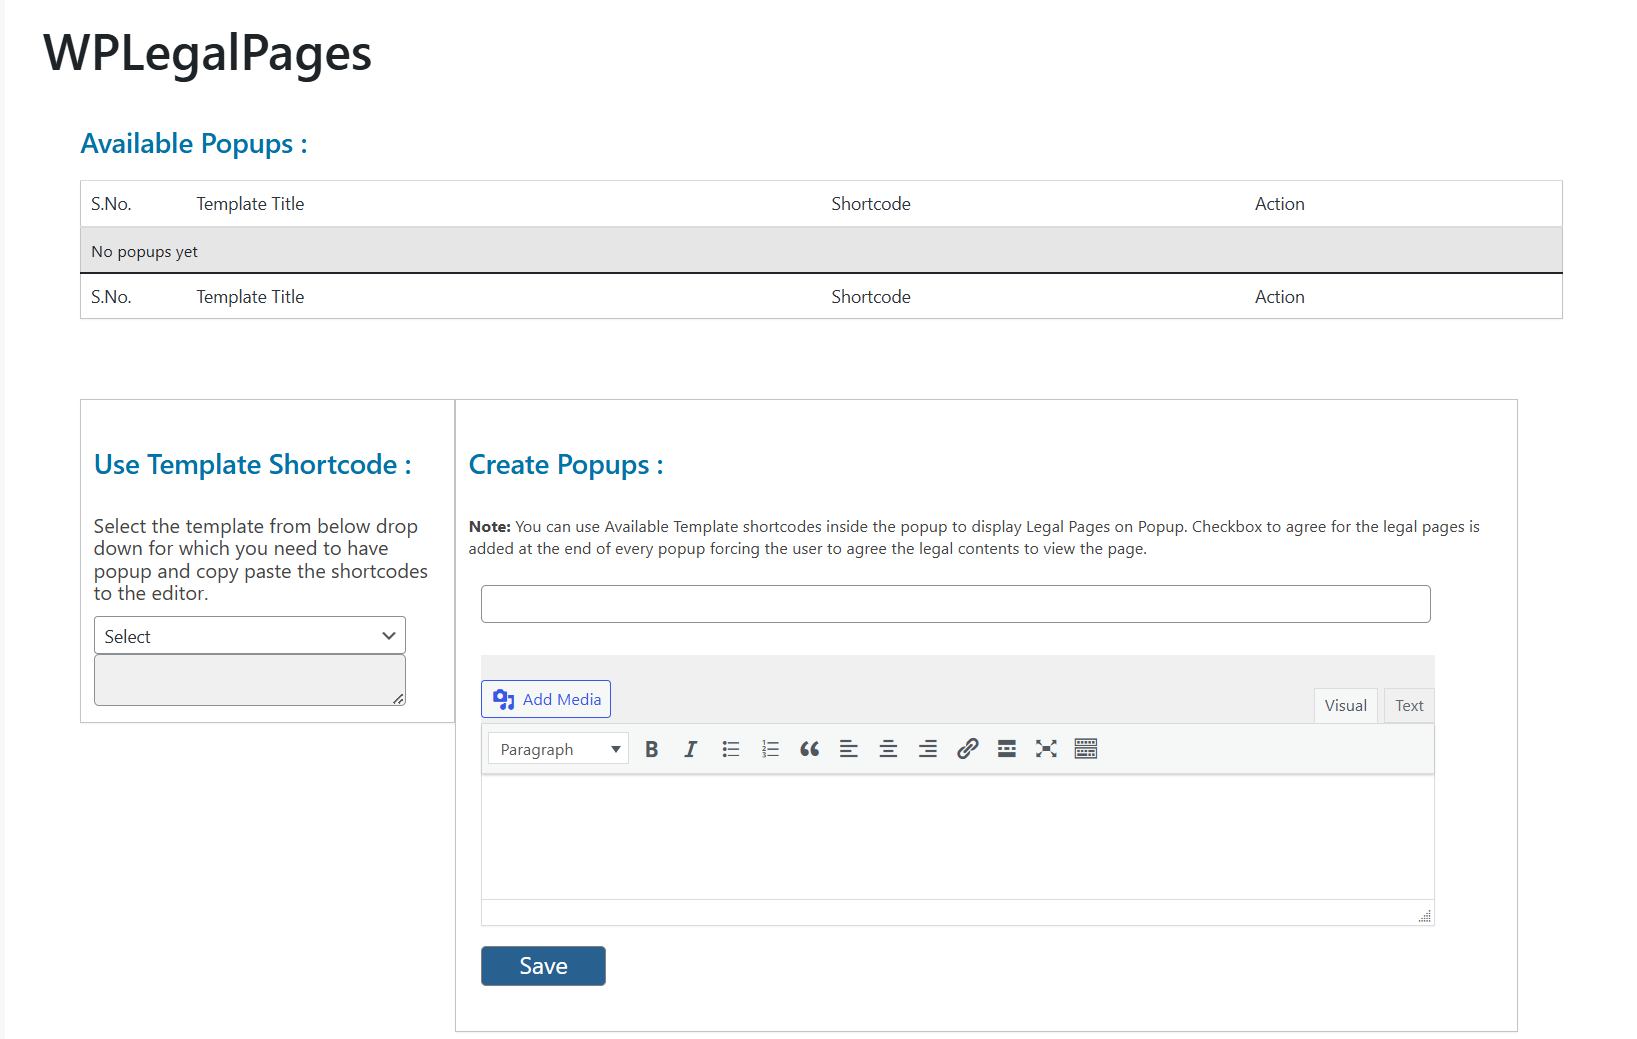 WPLegalPages
Available Popups :
S.No. Template Title Shortcode Action
No popups yet
S.No. Template Title Shortcode Action
Use Template Shortcode :
Select the template from below drop
down for which you need to have
popup and copy paste the shortcodes
to the editor.
Select
Create Popups :
Note: You can use Available Template shortcodes inside the popup to display Legal Pages on Popup. Checkbox to agree for the legal pages is
added at the end of every popup forcing the user to agree the legal contents to view the page.
Add Media
Visual Text
Paragraph
Save